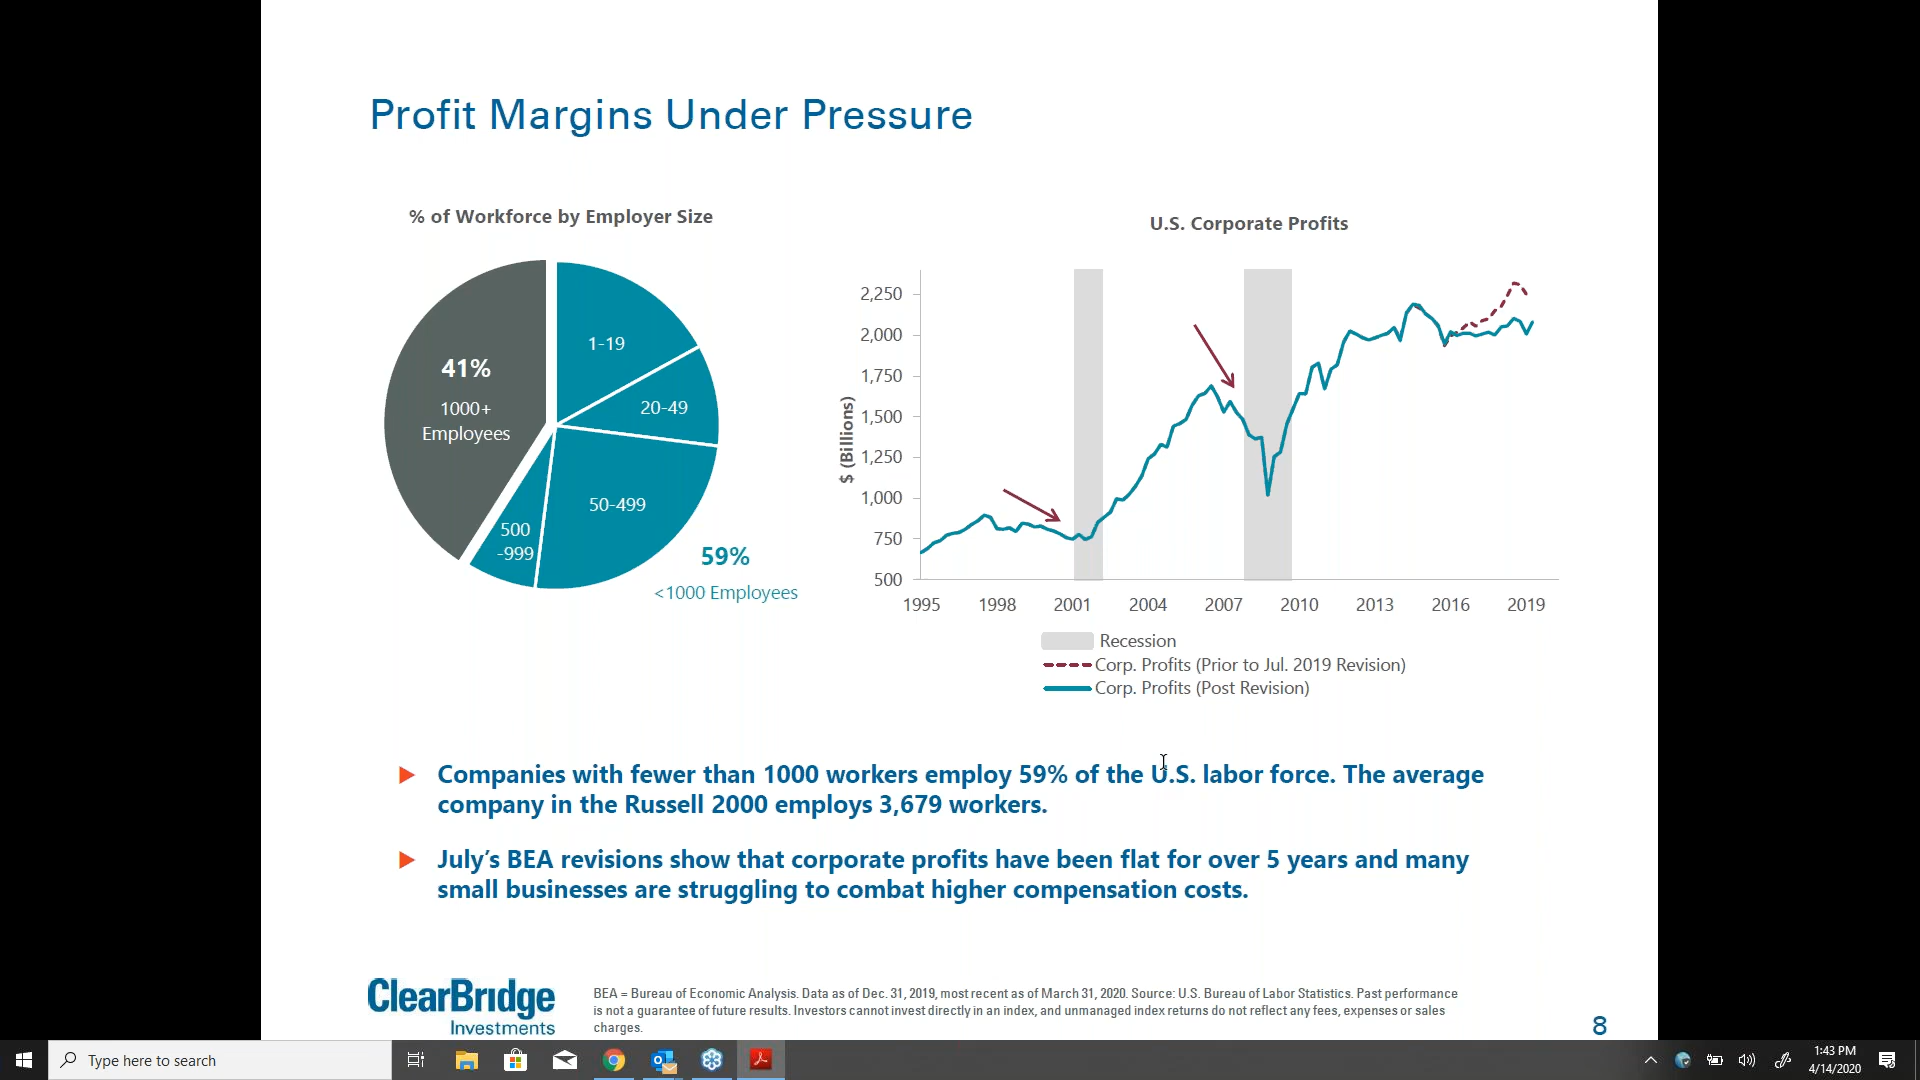 Profit Margins Under Pressure
% of Workforce by Employer Size
41%
1000+
Employees
1-19
20-49
50-499
500
-999
59%
<1000 Employees
U.S. Corporate Profits
$ (Billions)
2,250
2,000
1,750
1,500
1,250
1,000
750
500
1995 1998 2001 2004 2007 2010 2013 2016 2019
Recession
Corp. Profits (Prior to Jul. 2019 Revision)
Corp. Profits (Post Revision)
Companies with fewer than 1000 workers employ 59% of the U.S. labor force. The average
company in the Russell 2000 employs 3,679 workers.
July’s BEA revisions show that corporate profits have been flat for over 5 years and many
small businesses are struggling to combat higher compensation costs.
ClearBridge
Investments
BEA = Bureau of Economic Analysis. Data as of Dec. 31, 2019, most recent as of March 31, 2020. Source: U.S. Bureau of Labor Statistics. Past performance
is not a guarantee of future results. Investors cannot invest directly in an index, and unmanaged index returns do not reflect any fees, expenses or sales
charges.
8
Type here to search
1:43 PM
4/14/2020